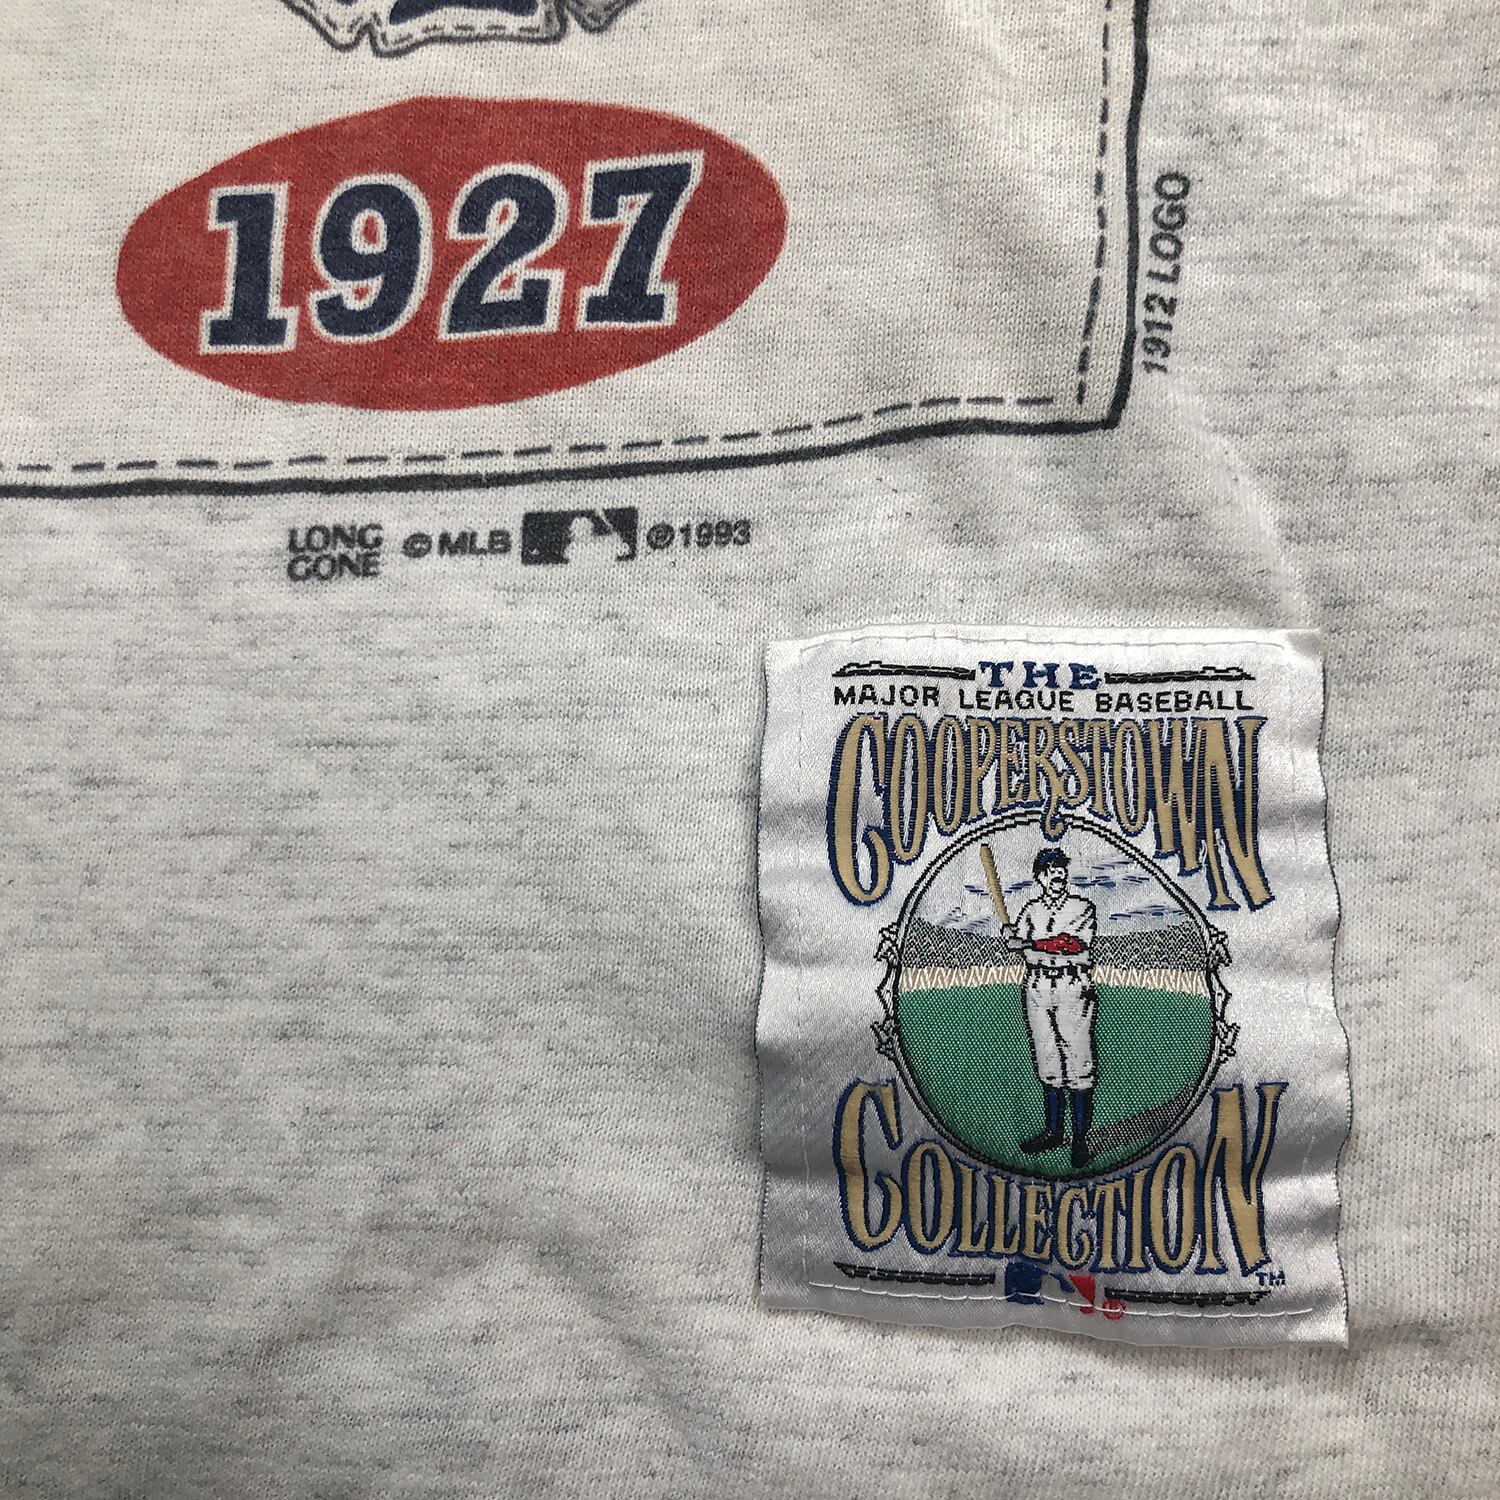 1927
1912 LOGO
LONG GONE © MLB ® 1993
THE
MAJOR LEAGUE BASEBALL
COOPERSTOWN
COLLECTION
TM
®